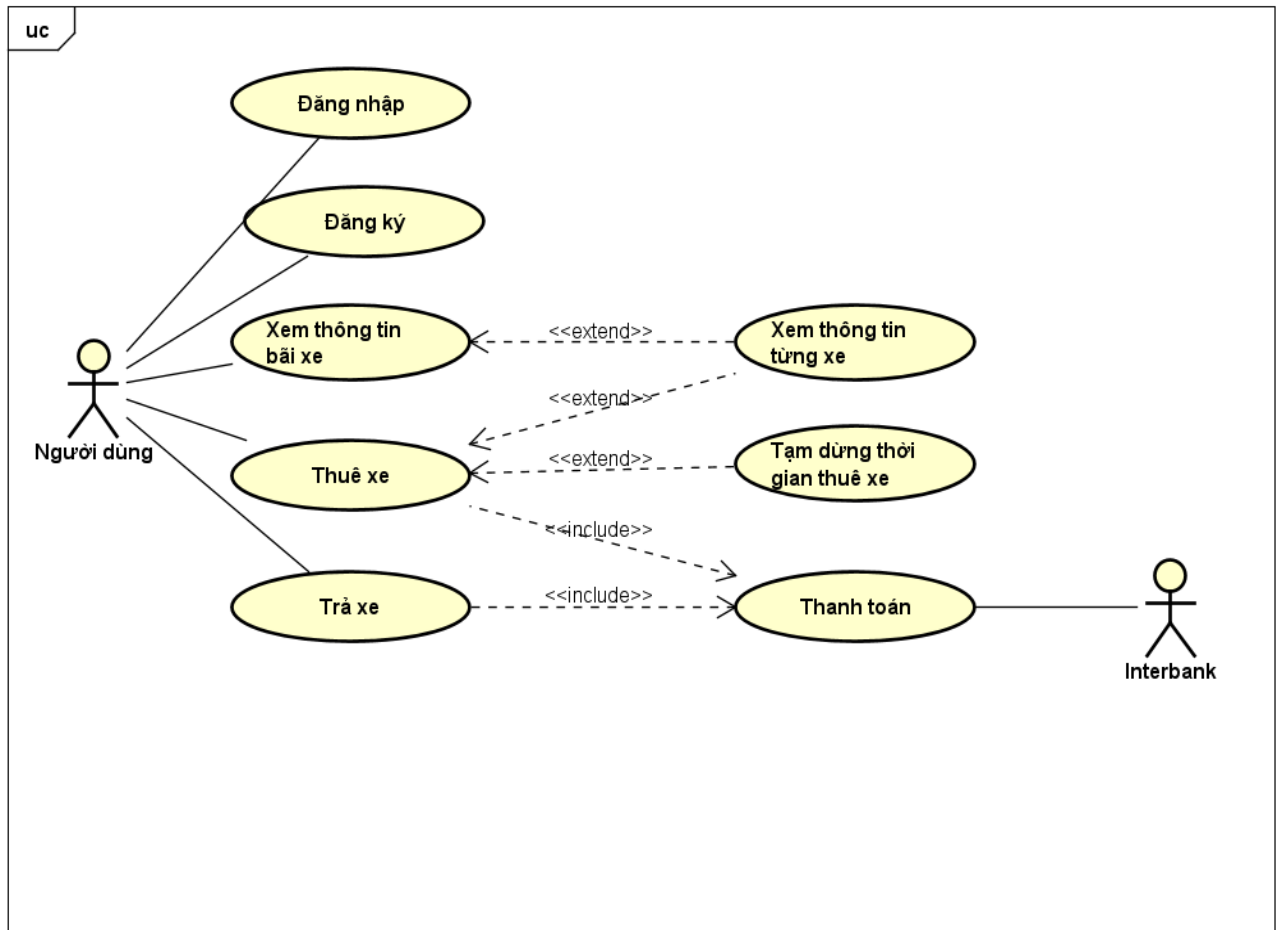 uc
Đăng nhập
Đăng ký
Xem thông tin
bãi xe
<<extend>>
Xem thông tin
từng xe
<<extend>>
Người dùng
Thuê xe
<<extend>>
Tạm dừng thời
gian thuê xe
<<include>>
Trả xe
<<include>>
Thanh toán
Interbank